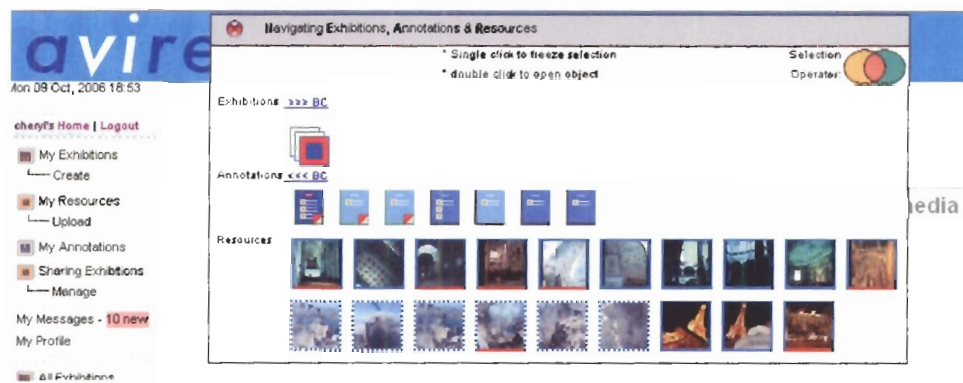 avire
Mon 09 Oct, 2006 18:53
cheryl's Home | Logout
My Exhibitions
Create
My Resources
Upload
My Annotations
Sharing Exhibitions
Manage
My Messages - 10 new
My Profile
All Exhibitions
Navigating Exhibitions, Annotations & Resources
* Single click to freeze selection
* double click to open object
Selection
Operator:
Exhibitions >>> BC
Annotations <<< BC
Resources
edia